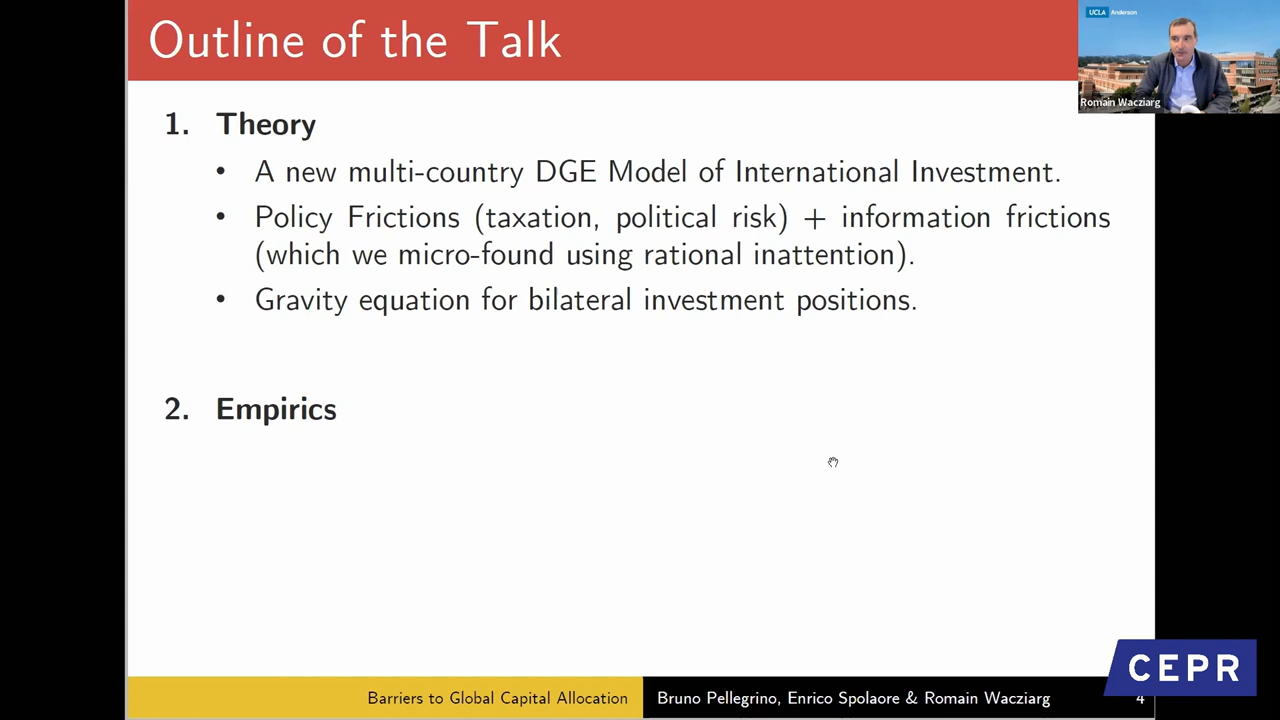 Outline of the Talk
UCLA Anderson
Romain Wacziarg
1. Theory
• A new multi-country DGE Model of International Investment.
• Policy Frictions (taxation, political risk) + information frictions
(which we micro-found using rational inattention).
• Gravity equation for bilateral investment positions.
2. Empirics
CEPR
Barriers to Global Capital Allocation
Bruno Pellegrino, Enrico Spolaore & Romain Wacziarg
4